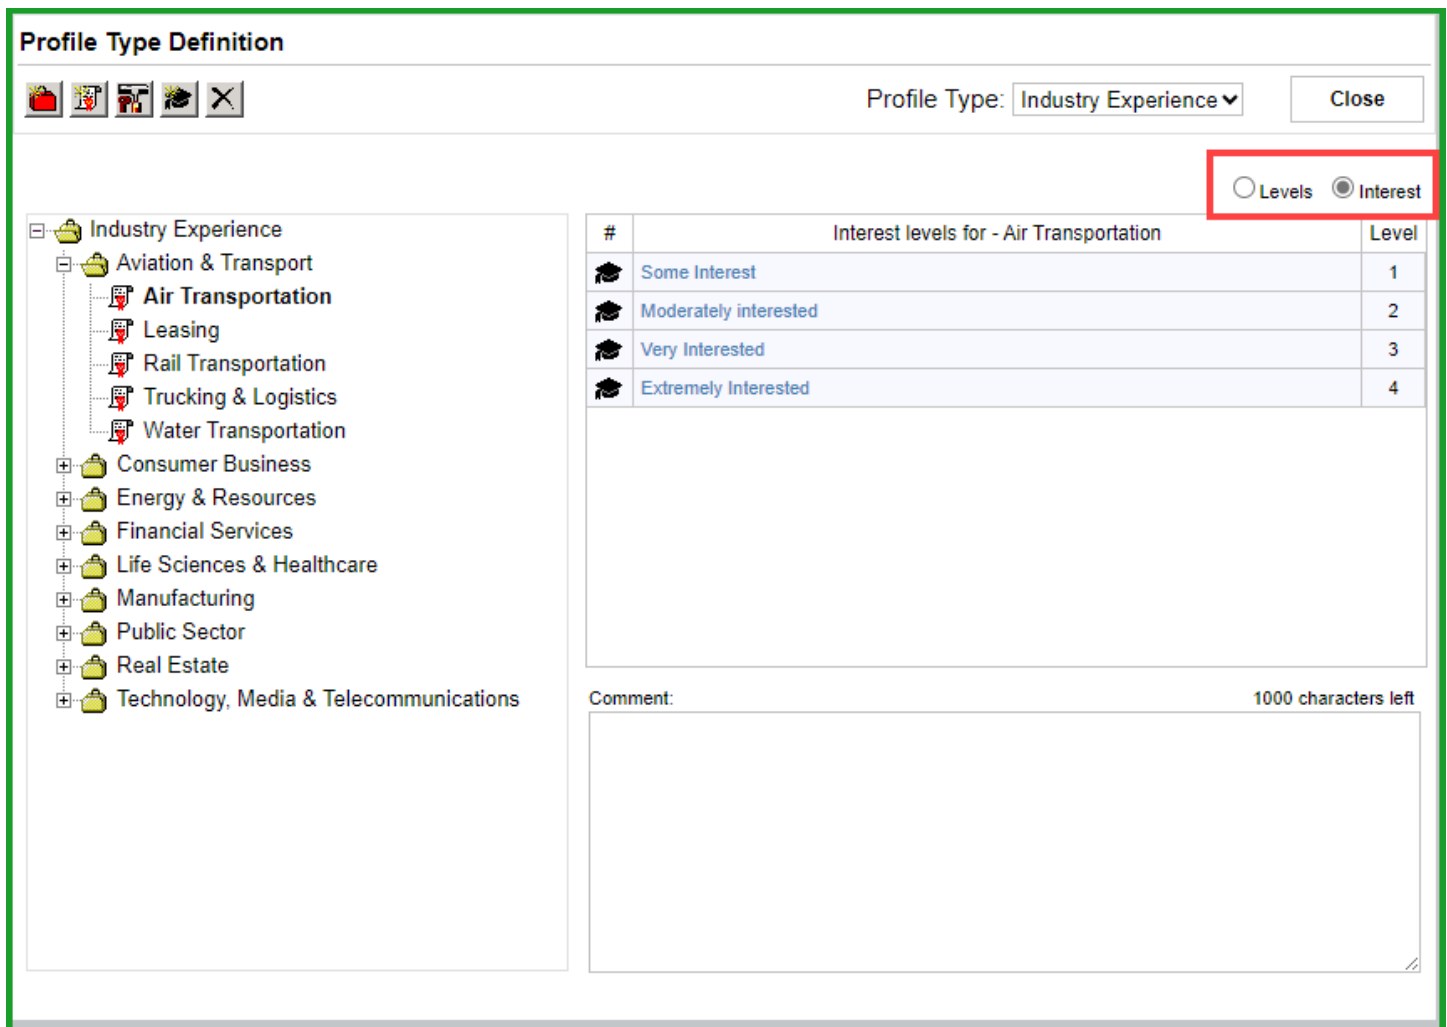 Profile Type Definition
Profile Type: Industry Experience Close
Levels Interest
Industry Experience
Aviation & Transport
Air Transportation
Leasing
Rail Transportation
Trucking & Logistics
Water Transportation
Consumer Business
Energy & Resources
Financial Services
Life Sciences & Healthcare
Manufacturing
Public Sector
Real Estate
Technology, Media & Telecommunications
# Interest levels for - Air Transportation Level
Some Interest 1
Moderately interested 2
Very Interested 3
Extremely Interested 4
Comment: 1000 characters left